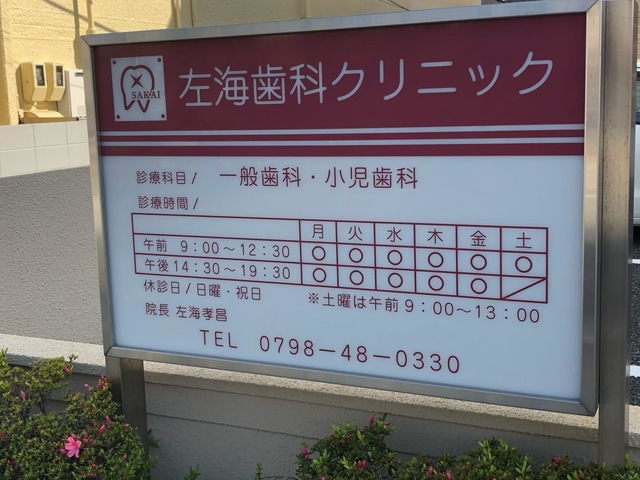 SAKAI
左海歯科クリニック
診療科目/ 一般歯科・小児歯科
診療時間/
月 火 水 木 金 土
午前 9:00～12:30 ○ ○ ○ ○ ○ ○
午後14:30～19:30 ○ ○ ○ ○ ○ ／
休診日/日曜・祝日 ※土曜は午前9:00～13:00
院長 左海孝昌
TEL 0798−48−0330